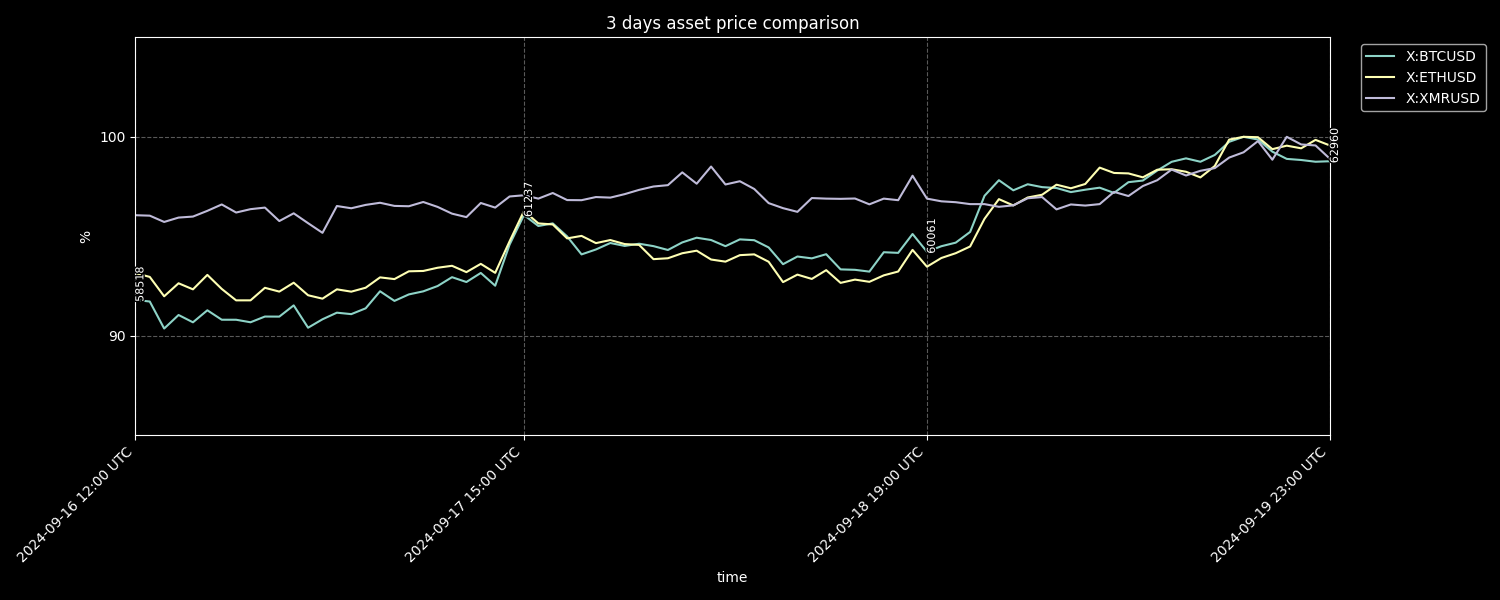 3 days asset price comparison
X:BTCUSD
X:ETHUSD
X:XMRUSD
100
90
%
58518
61237
60061
62960
2024-09-16 12:00 UTC
2024-09-17 15:00 UTC
2024-09-18 19:00 UTC
2024-09-19 23:00 UTC
time